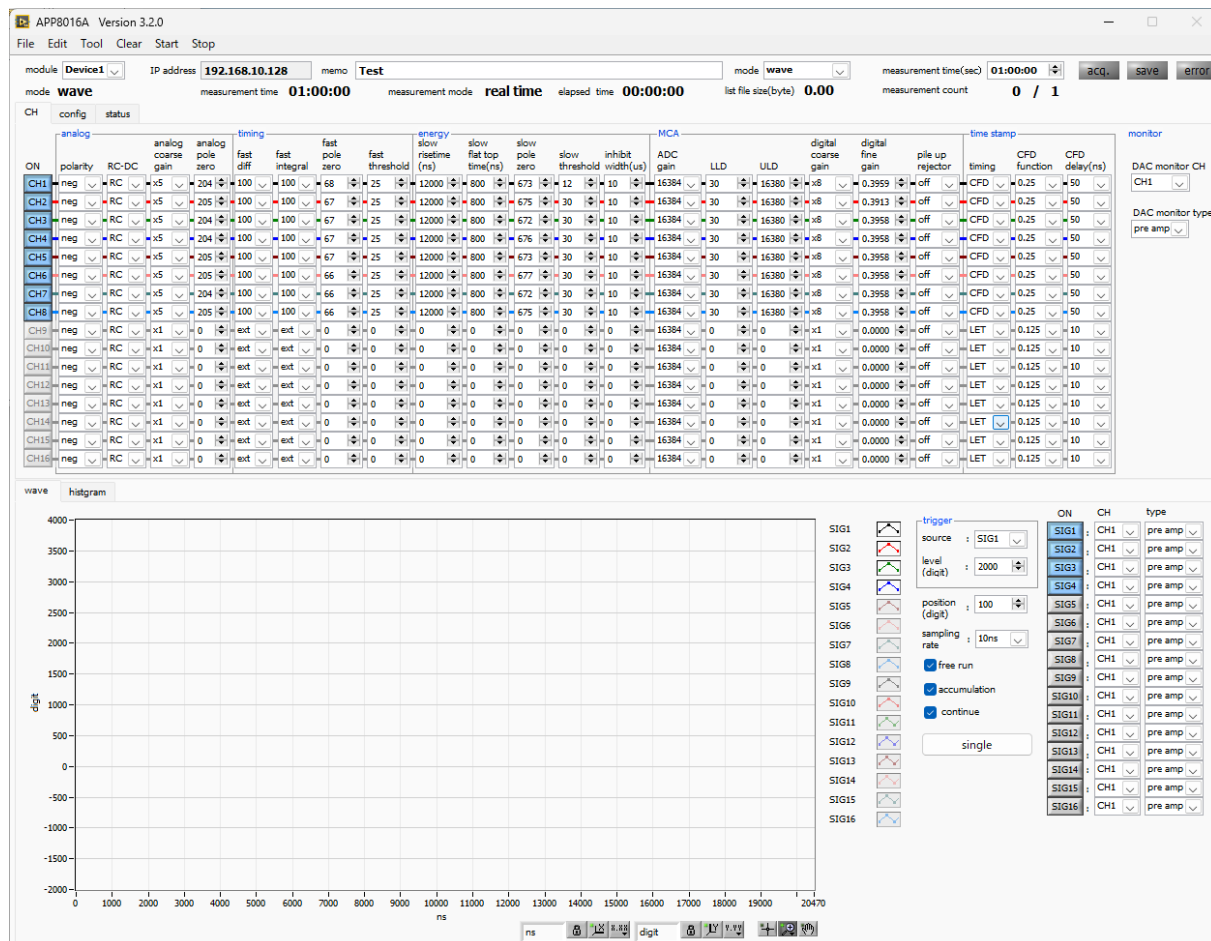 APP8016A Version 3.2.0
File Edit Tool Clear Start Stop
module Device1 IP address 192.168.10.128 memo Test mode wave measurement time(sec) 01:00:00 acq. save error
mode wave measurement time 01:00:00 measurement mode real time elapsed time 00:00:00 list file size(byte) 0.00 measurement count 0 / 1
CH config status
analog timing energy MCA time stamp monitor
ON polarity RC-DC analog coarse gain analog pole zero fast diff fast integral fast pole zero fast threshold slow risetime (ns) slow flat top time(ns) slow pole zero slow threshold inhibit width(us) ADC gain LLD ULD digital coarse gain digital fine gain pile up rejector timing CFD function CFD delay(ns) DAC monitor CH
CH1 neg RC x5 204 100 100 68 25 12000 800 673 12 10 16384 30 16380 x8 0.3959 off CFD 0.25 50 CH1
CH2 neg RC x5 205 100 100 67 25 12000 800 675 30 10 16384 30 16380 x8 0.3913 off CFD 0.25 50
DAC monitor type
CH3 neg RC x5 204 100 100 67 25 12000 800 672 30 10 16384 30 16380 x8 0.3958 off CFD 0.25 50 pre amp
CH4 neg RC x5 204 100 100 67 25 12000 800 676 30 10 16384 30 16380 x8 0.3958 off CFD 0.25 50
CH5 neg RC x5 205 100 100 67 25 12000 800 673 30 10 16384 30 16380 x8 0.3958 off CFD 0.25 50
CH6 neg RC x5 205 100 100 66 25 12000 800 677 30 10 16384 30 16380 x8 0.3958 off CFD 0.25 50
CH7 neg RC x5 204 100 100 66 25 12000 800 672 30 10 16384 30 16380 x8 0.3958 off CFD 0.25 50
CH8 neg RC x5 205 100 100 66 25 12000 800 675 30 10 16384 30 16380 x8 0.3958 off CFD 0.25 50
CH9 neg RC x1 0 ext ext 0 0 0 0 0 0 0 16384 0 0 x1 0.0000 off LET 0.125 10
CH10 neg RC x1 0 ext ext 0 0 0 0 0 0 0 16384 0 0 x1 0.0000 off LET 0.125 10
CH11 neg RC x1 0 ext ext 0 0 0 0 0 0 0 16384 0 0 x1 0.0000 off LET 0.125 10
CH12 neg RC x1 0 ext ext 0 0 0 0 0 0 0 16384 0 0 x1 0.0000 off LET 0.125 10
CH13 neg RC x1 0 ext ext 0 0 0 0 0 0 0 16384 0 0 x1 0.0000 off LET 0.125 10
CH14 neg RC x1 0 ext ext 0 0 0 0 0 0 0 16384 0 0 x1 0.0000 off LET 0.125 10
CH15 neg RC x1 0 ext ext 0 0 0 0 0 0 0 16384 0 0 x1 0.0000 off LET 0.125 10
CH16 neg RC x1 0 ext ext 0 0 0 0 0 0 0 16384 0 0 x1 0.0000 off LET 0.125 10
wave histgram
4000
3500
3000
2500
2000
1500
1000
500
0
-500
-1000
-1500
-2000
digit
0 1000 2000 3000 4000 5000 6000 7000 8000 9000 10000 11000 12000 13000 14000 15000 16000 17000 18000 19000 20470
ns
ns X X.XX digit Y Y.YY
SIG1
SIG2
SIG3
SIG4
SIG5
SIG6
SIG7
SIG8
SIG9
SIG10
SIG11
SIG12
SIG13
SIG14
SIG15
SIG16
trigger
source : SIG1
level (digit) : 2000
position (digit) : 100
sampling rate : 10ns
free run
accumulation
continue
single
ON CH type
SIG1 : CH1 pre amp
SIG2 : CH1 pre amp
SIG3 : CH1 pre amp
SIG4 : CH1 pre amp
SIG5 : CH1 pre amp
SIG6 : CH1 pre amp
SIG7 : CH1 pre amp
SIG8 : CH1 pre amp
SIG9 : CH1 pre amp
SIG10 : CH1 pre amp
SIG11 : CH1 pre amp
SIG12 : CH1 pre amp
SIG13 : CH1 pre amp
SIG14 : CH1 pre amp
SIG15 : CH1 pre amp
SIG16 : CH1 pre amp